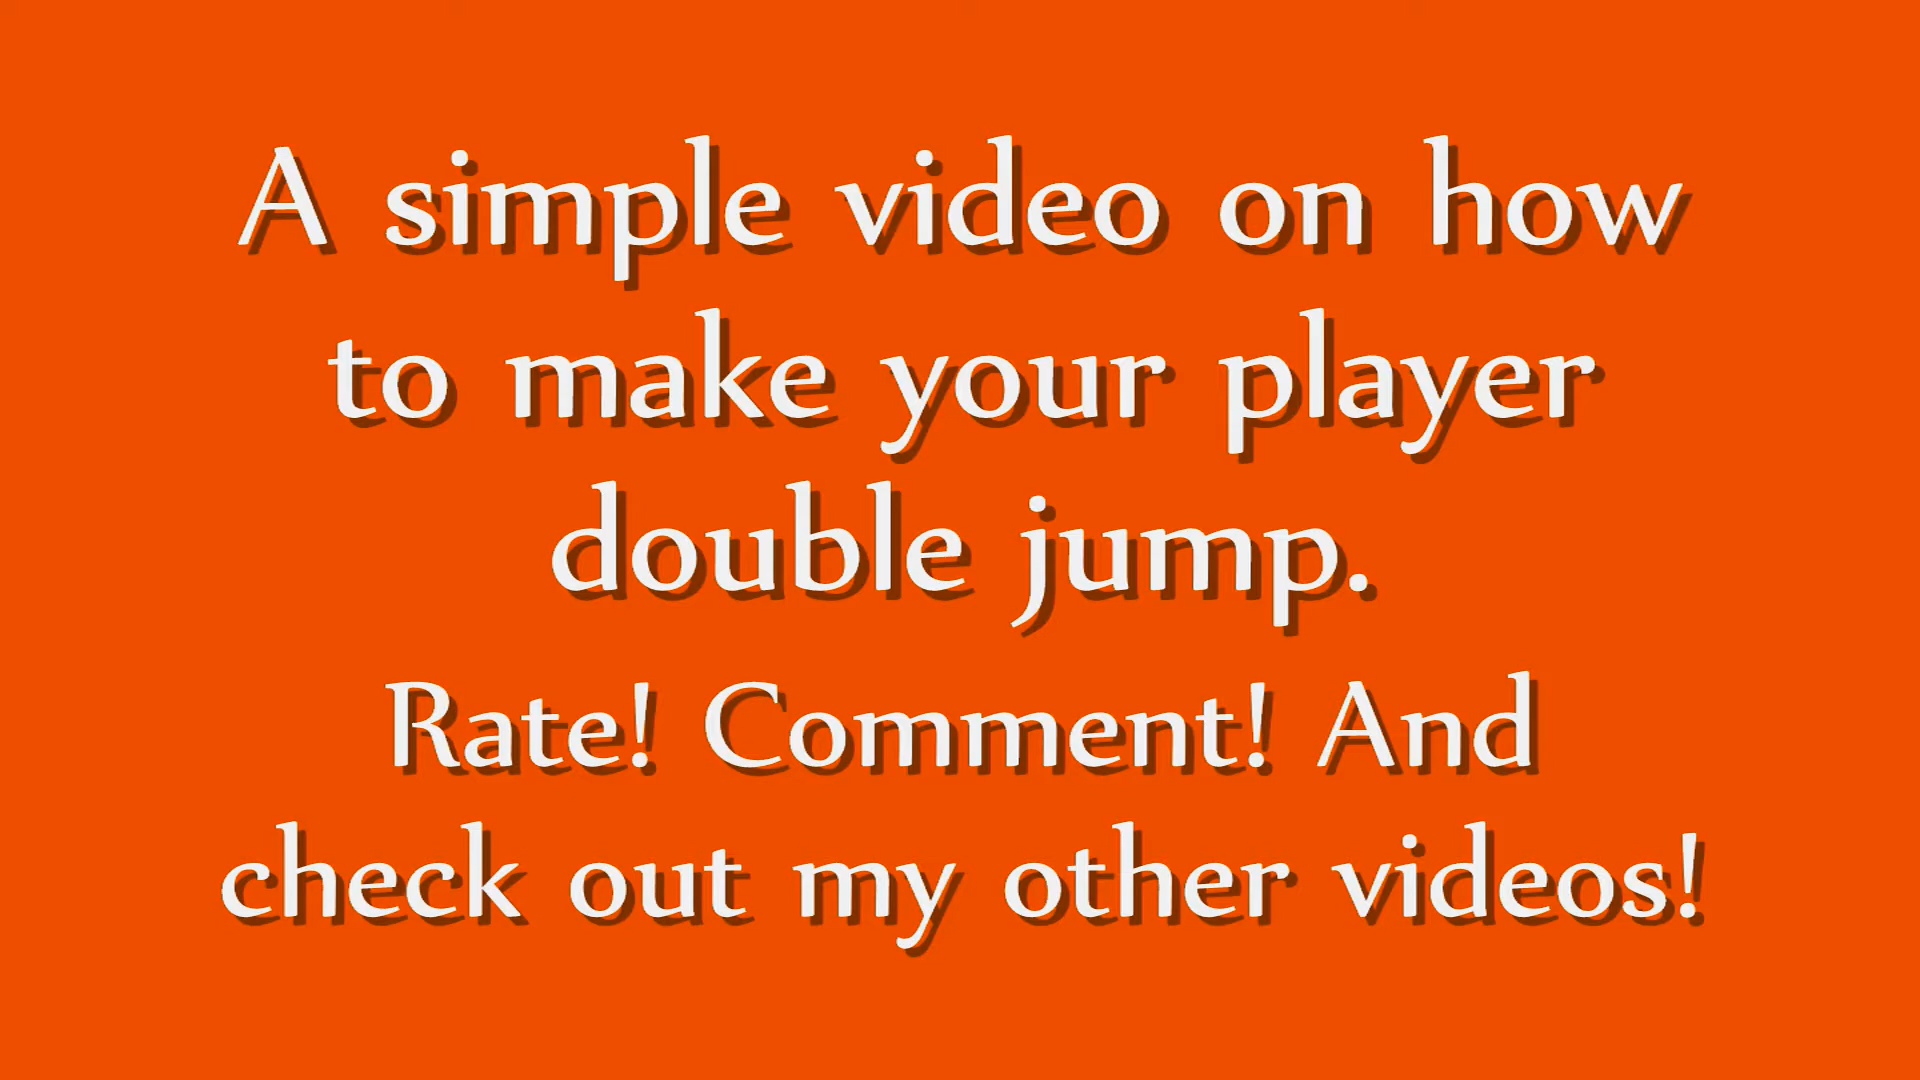 A simple video on how
to make your player
double jump.
Rate! Comment! And
check out my other videos!